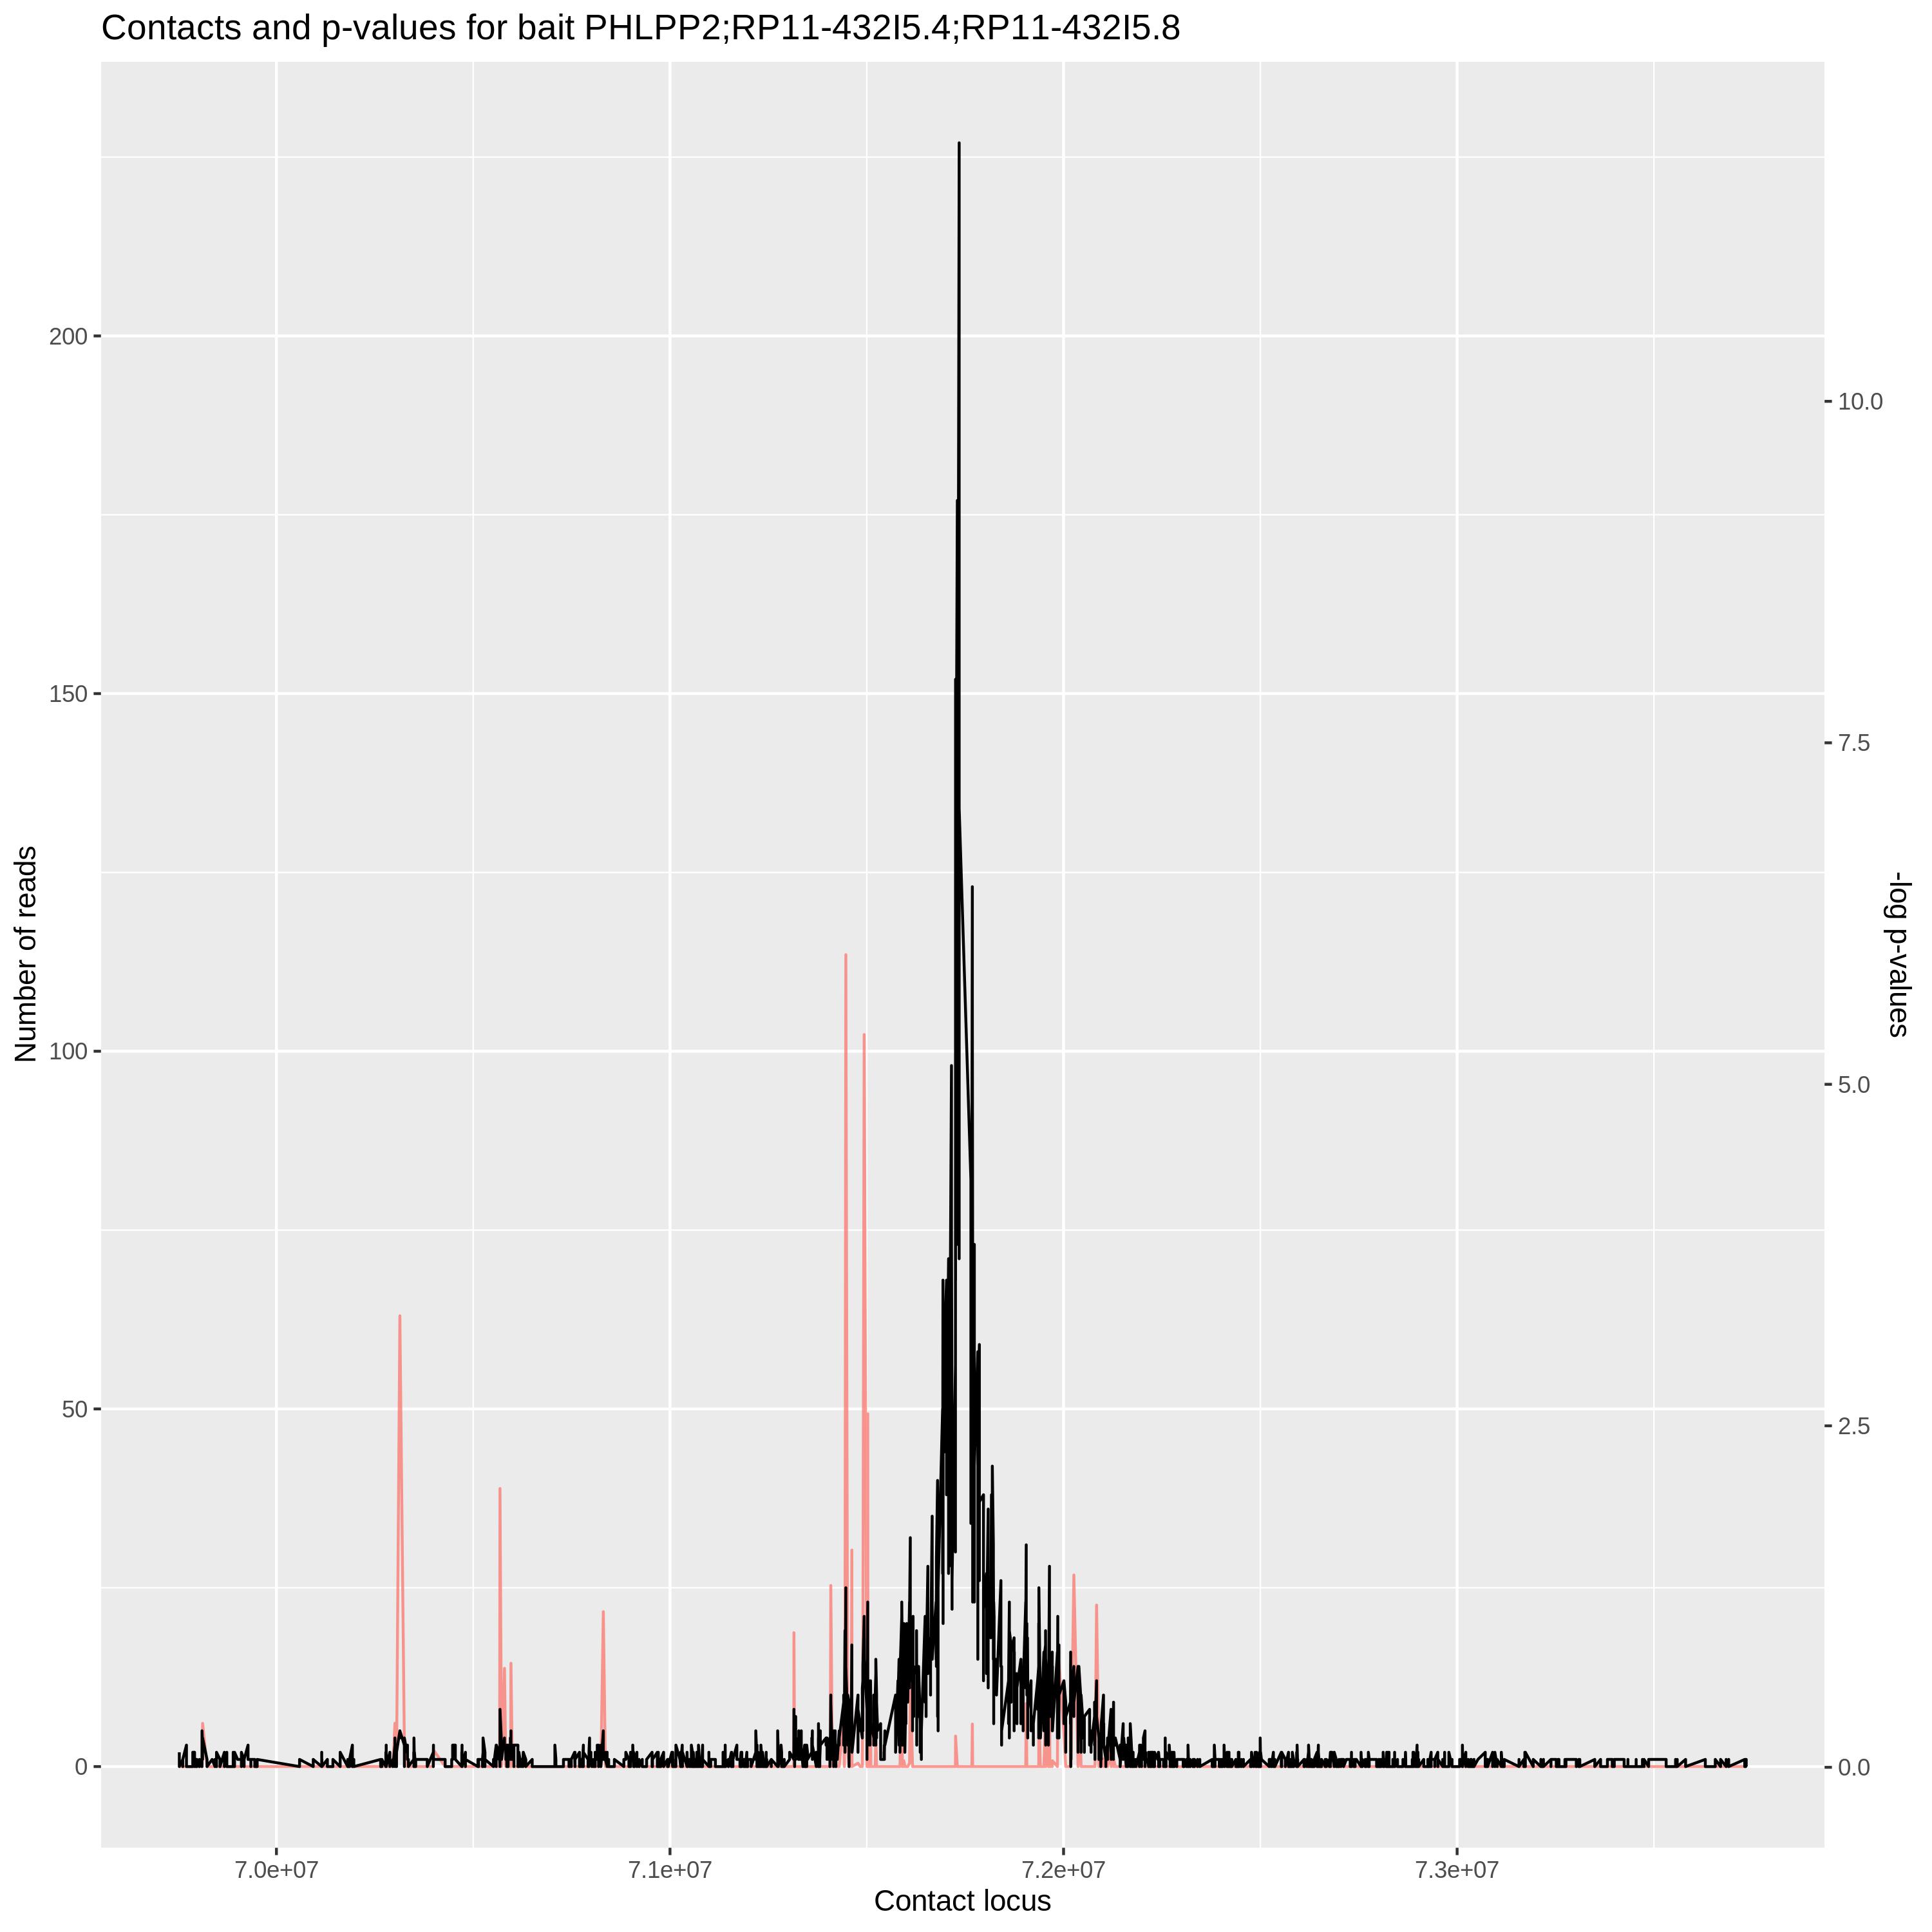 Contacts and p-values for bait PHLPP2;RP11-432I5.4;RP11-432I5.8
Number of reads
200
150
100
50
0
10.0
7.5
5.0
2.5
0.0
-log p-values
7.0e+07
7.1e+07
7.2e+07
7.3e+07
Contact locus